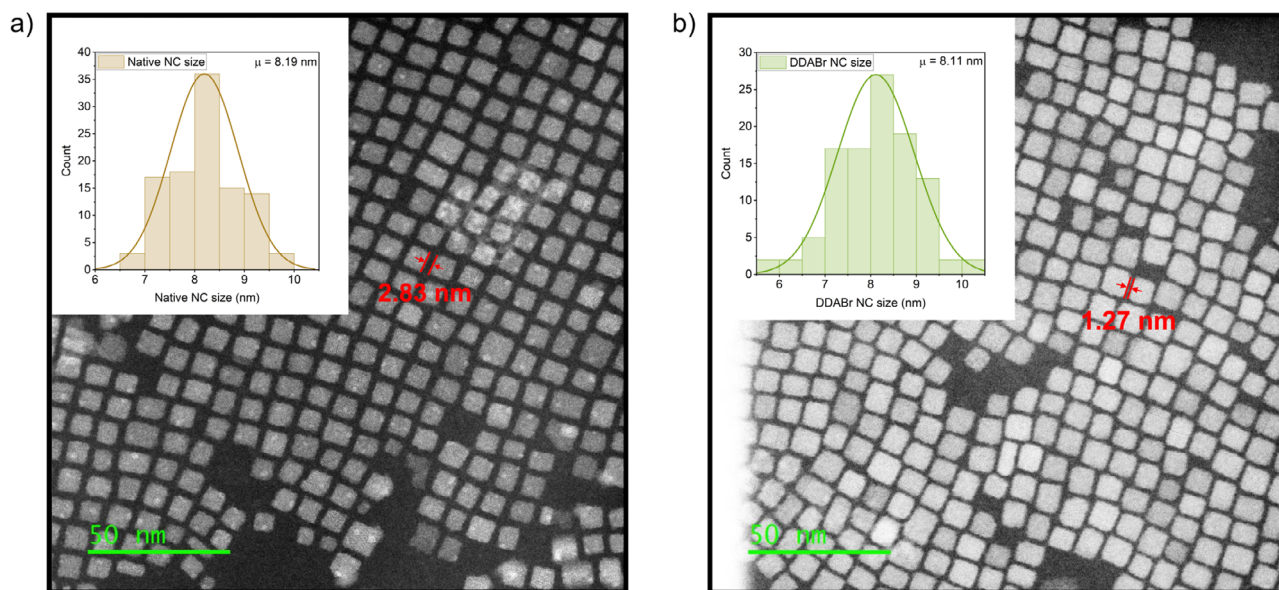 a)
Native NC size
μ = 8.19 nm
40
35
30
25
20
15
10
5
0
Count
6 7 8 9 10
Native NC size (nm)
2.83 nm
50 nm
b)
DDABr NC size
μ = 8.11 nm
30
25
20
15
10
5
0
Count
6 7 8 9 10
DDABr NC size (nm)
1.27 nm
50 nm